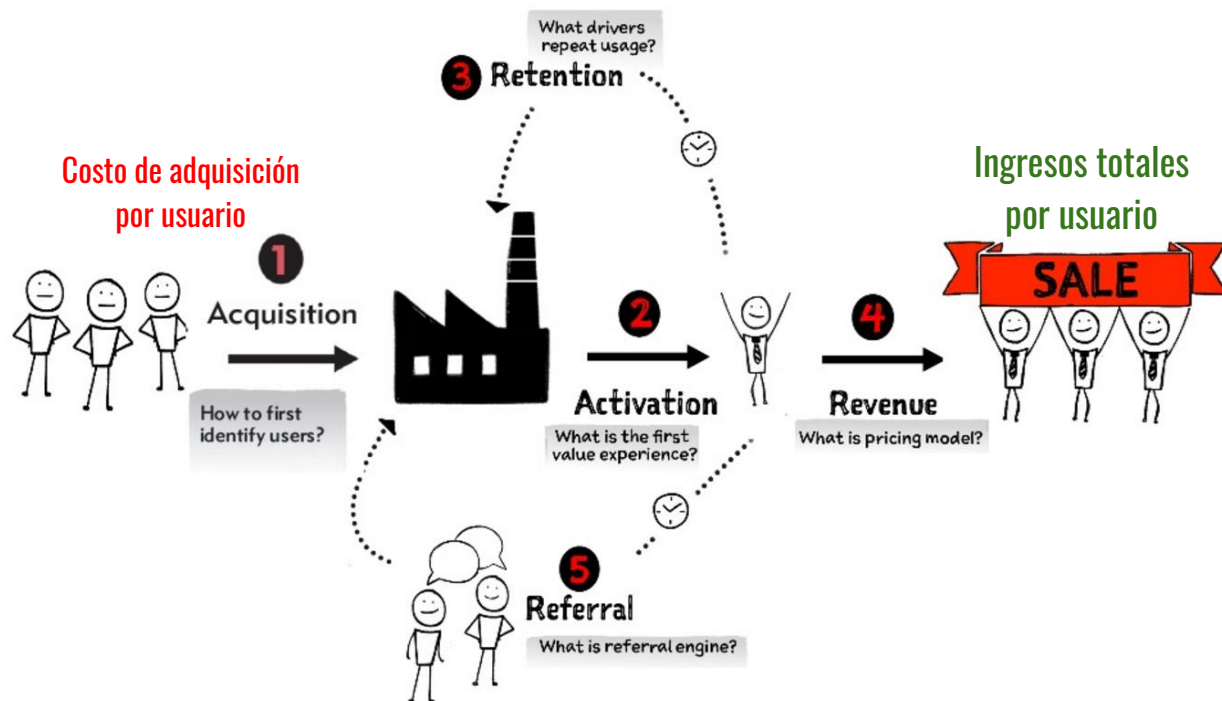 What drivers
repeat usage?
3 Retention
Costo de adquisición
por usuario
1
Acquisition
How to first
identify users?
2
Activation
What is the first
value experience?
4
Revenue
What is pricing model?
Ingresos totales
por usuario
SALE
5
Referral
What is referral engine?